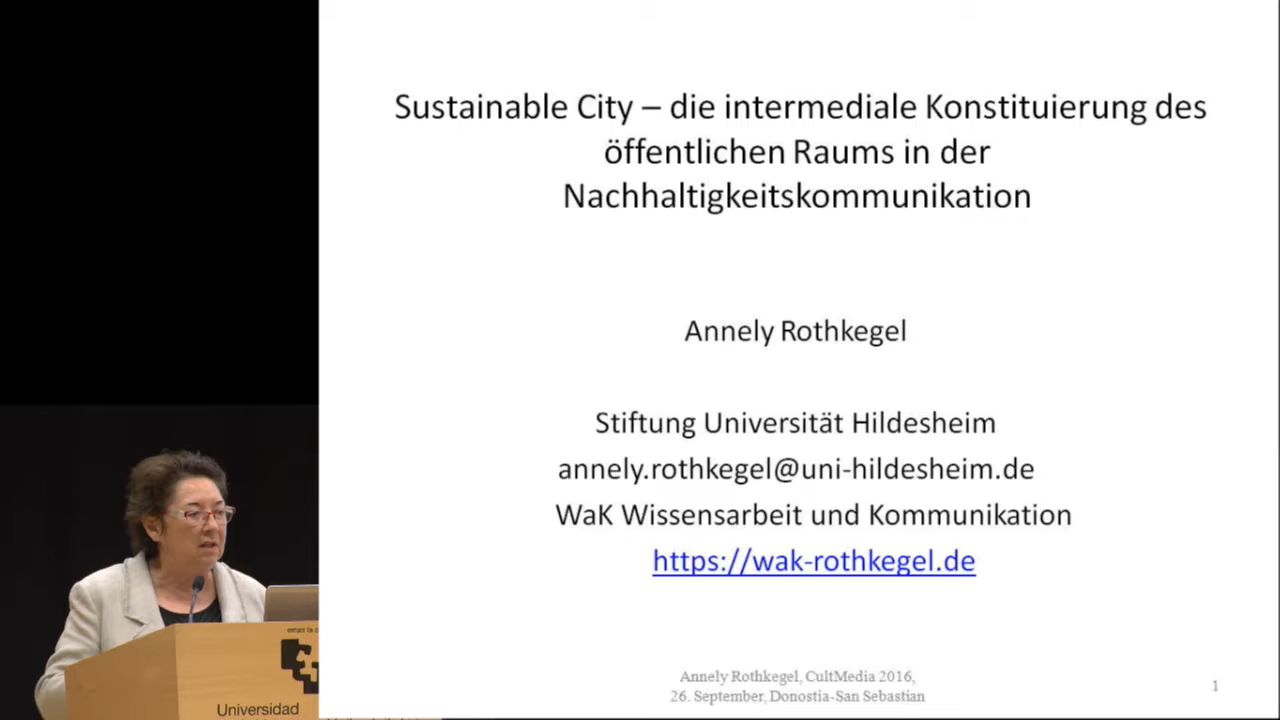 Sustainable City – die intermediale Konstituierung des
öffentlichen Raums in der
Nachhaltigkeitskommunikation
Annely Rothkegel
Stiftung Universität Hildesheim
annely.rothkegel@uni-hildesheim.de
WaK Wissensarbeit und Kommunikation
https://wak-rothkegel.de
Annely Rothkegel, CultMedia 2016,
26. September, Donostia-San Sebastian
1
eman ta
Universidad